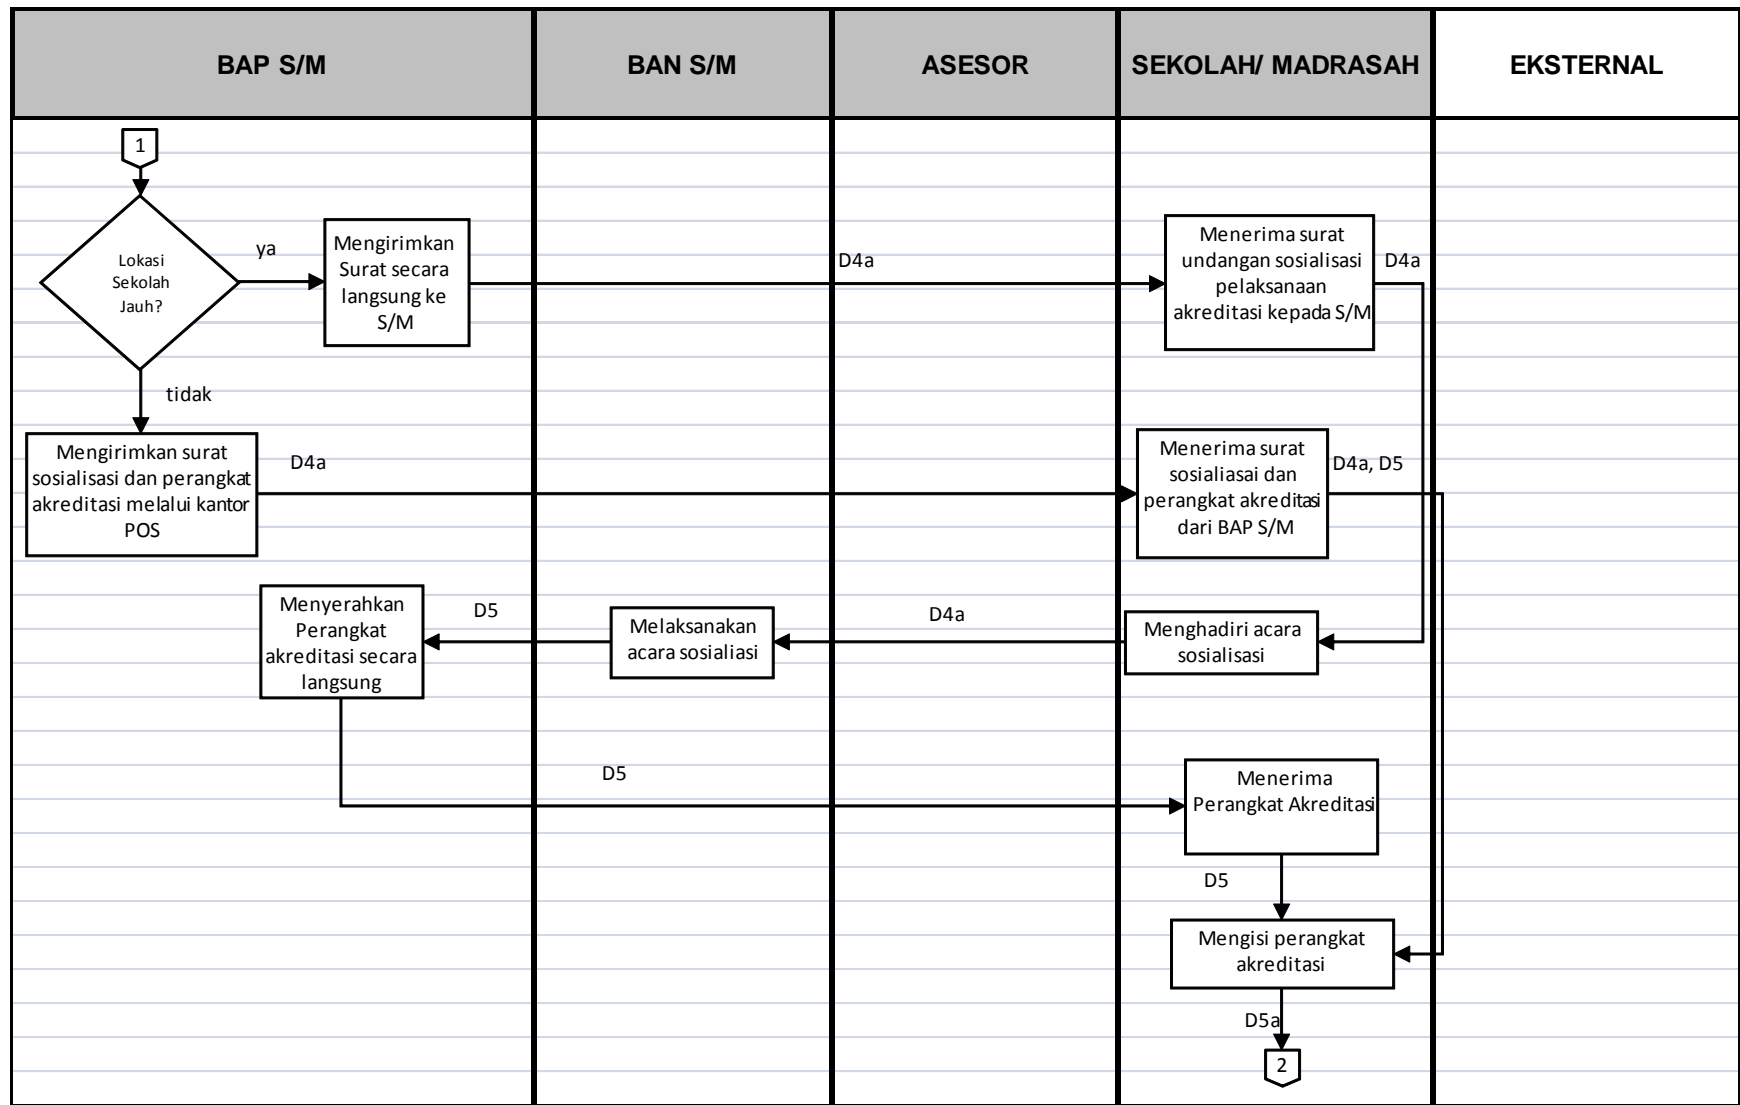 BAP S/M
BAN S/M
ASESOR
SEKOLAH/ MADRASAH
EKSTERNAL
1
Lokasi
Sekolah
Jauh?
ya
Mengirimkan
Surat secara
langsung ke
S/M
D4a
Menerima surat
undangan sosialisasi
pelaksanaan
akreditasi kepada S/M
D4a
tidak
Mengirimkan surat
sosialisasi dan perangkat
akreditasi melalui kantor
POS
D4a
Menerima surat
sosialiasai dan
perangkat akreditasi
dari BAP S/M
D4a, D5
Menyerahkan
Perangkat
akreditasi secara
langsung
D5
Melaksanakan
acara sosialiasi
D4a
Menghadiri acara
sosialisasi
D5
Menerima
Perangkat Akreditasi
D5
Mengisi perangkat
akreditasi
D5a
2